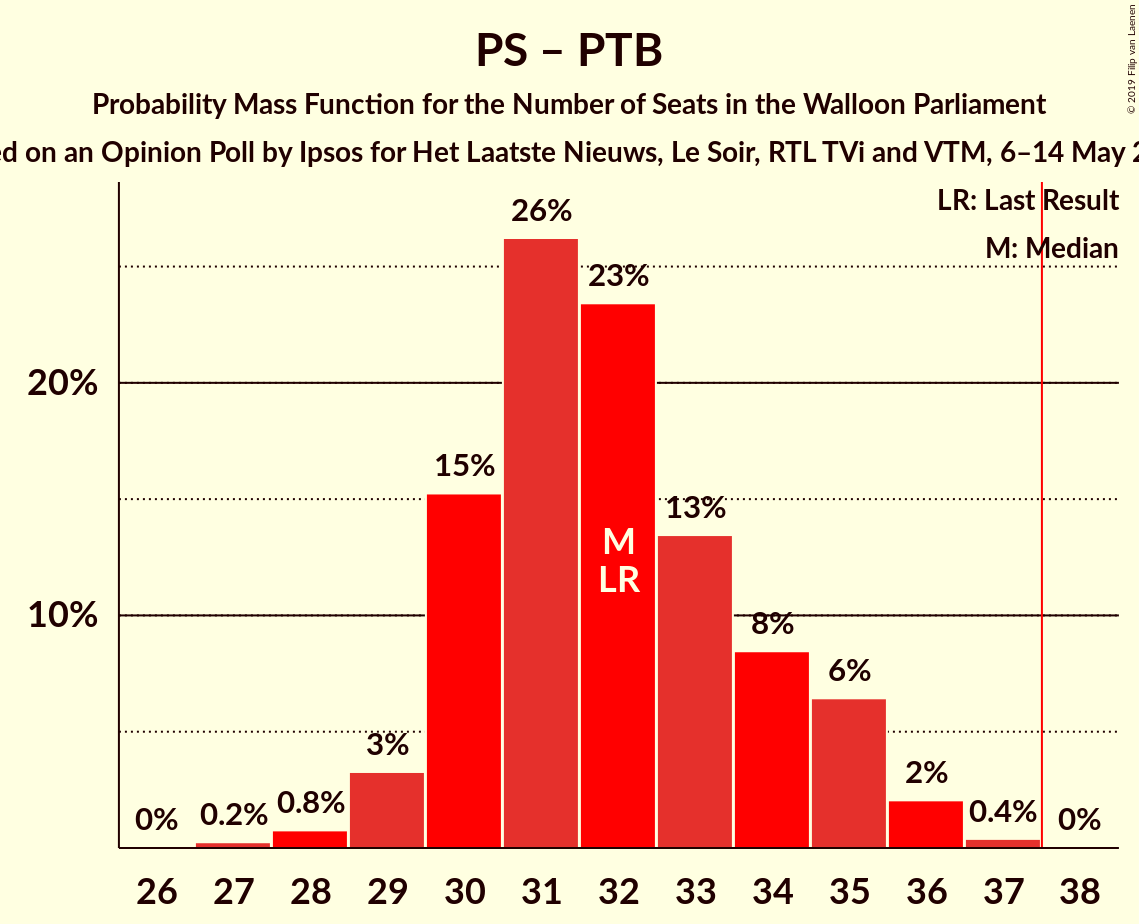 PS – PTB
Probability Mass Function for the Number of Seats in the Walloon Parliament
on an Opinion Poll by Ipsos for Het Laatste Nieuws, Le Soir, RTL TVi and VTM, 6–14 May
© 2019 Filip van Laenen
LR: Last Result
M: Median
26%
23%
20%
15%
13%
M
LR
10%
8%
6%
3%
2%
0%
0.2%
0.8%
0.4%
0%
26 27 28 29 30 31 32 33 34 35 36 37 38